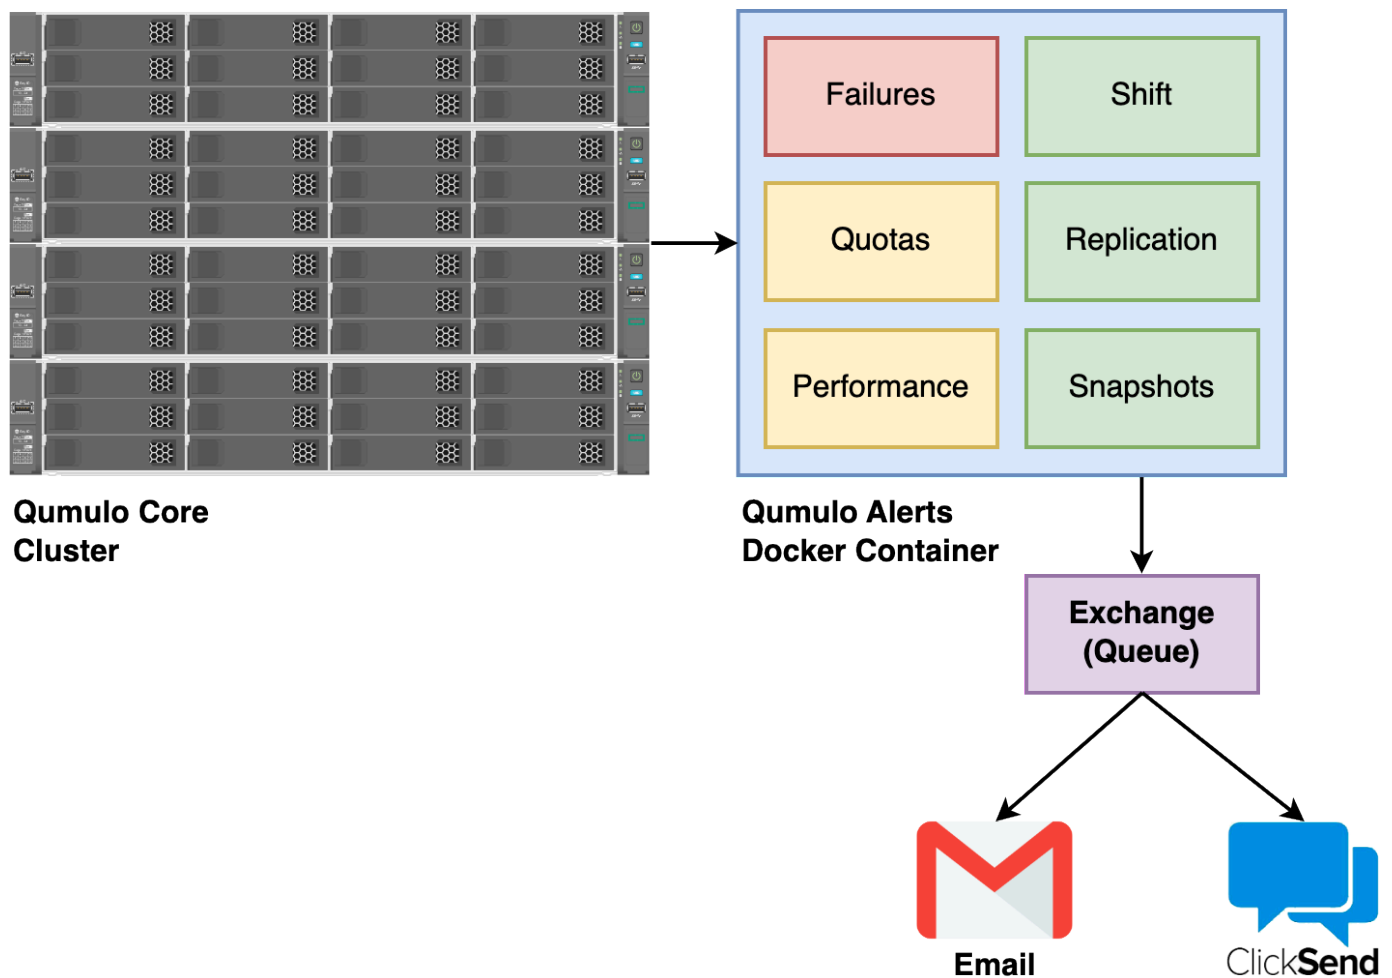 Failures
Shift
Quotas
Replication
Performance
Snapshots
Qumulo Core
Cluster
Qumulo Alerts
Docker Container
Exchange
(Queue)
Email
ClickSend